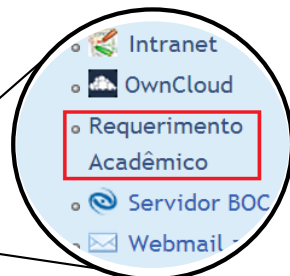 Intranet
OwnCloud
Requerimento
Acadêmico
Servidor BOC
Webmail